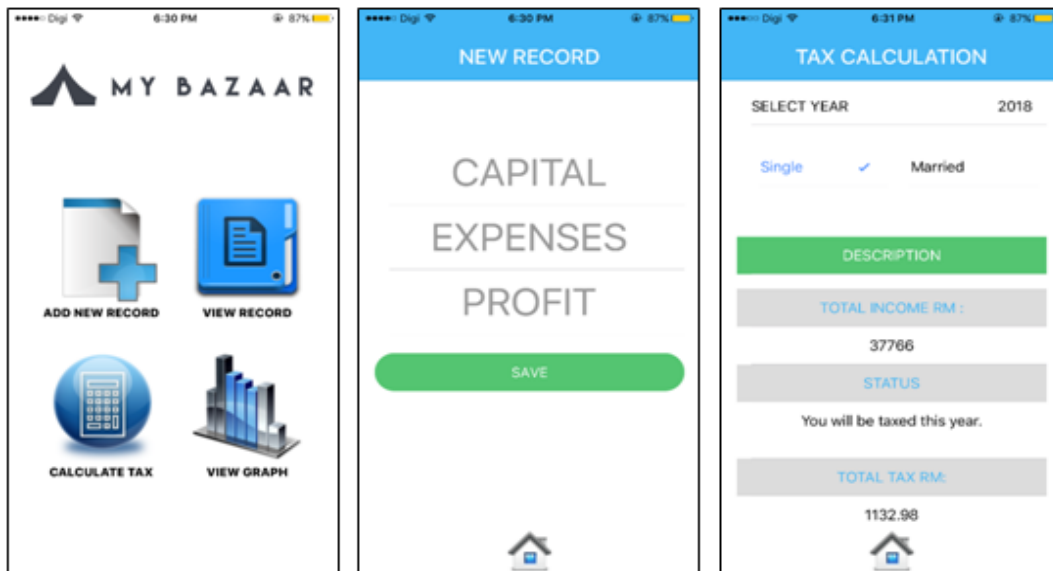 Digi 6:30 PM 87%
MY BAZAAR
ADD NEW RECORD VIEW RECORD
CALCULATE TAX VIEW GRAPH
Digi 6:30 PM 87%
NEW RECORD
CAPITAL
EXPENSES
PROFIT
SAVE
Digi 6:31 PM 87%
TAX CALCULATION
SELECT YEAR 2018
Single Married
DESCRIPTION
TOTAL INCOME RM :
37766
STATUS
You will be taxed this year.
TOTAL TAX RM:
1132.98